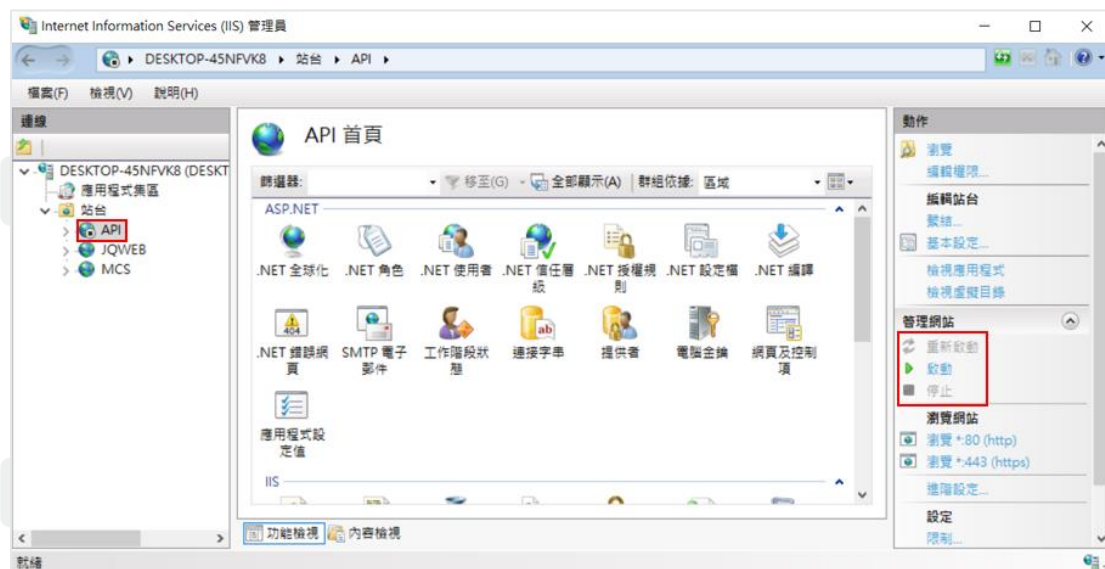 Internet Information Services (IIS) 管理員
DESKTOP-45NFVK8 站台 API
檔案(F) 檢視(V) 說明(H)
連線
DESKTOP-45NFVK8 (DESKT
應用程式集區
站台
API
JQWEB
MCS
API 首頁
篩選器: 移至(G) 全部顯示(A) 群組依據: 區域
ASP.NET
.NET 全球化 .NET 角色 .NET 使用者 .NET 信任層級 .NET 授權規則 .NET 設定檔 .NET 編譯
404
ab
.NET 錯誤網頁 SMTP 電子郵件 工作階段狀態 連接字串 提供者 電腦金鑰 網頁及控制項
應用程式設定值
IIS
功能檢視 內容檢視
動作
瀏覽
編輯權限...
編輯站台
繫結...
基本設定...
檢視應用程式
檢視虛擬目錄
管理網站
重新啟動
啟動
停止
瀏覽網站
瀏覽 *:80 (http)
瀏覽 *:443 (https)
進階設定...
設定
限制...
就緒